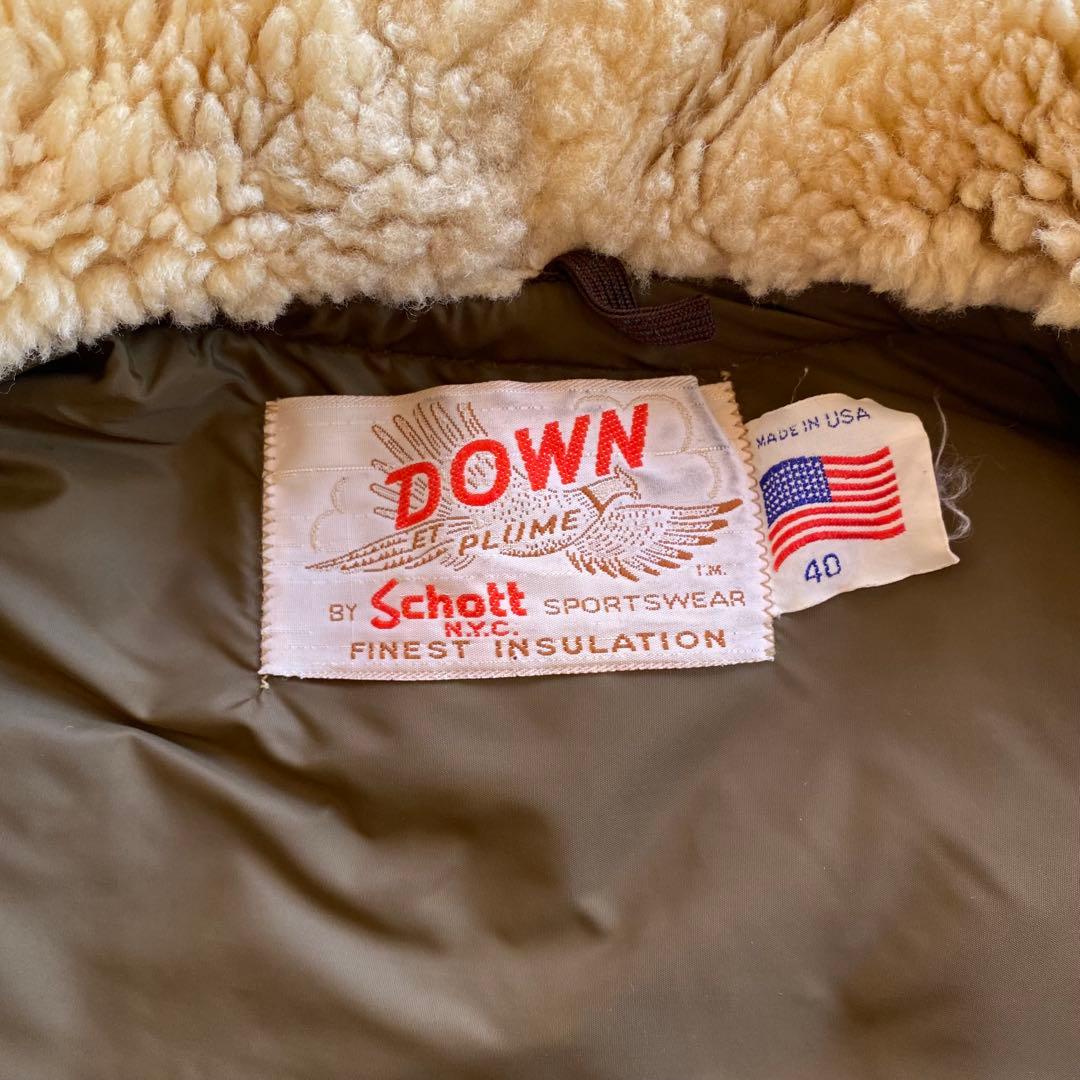 DOWN
ET PLUME
T.M.
BY Schott SPORTSWEAR
N.Y.C.
FINEST INSULATION
MADE IN USA
40